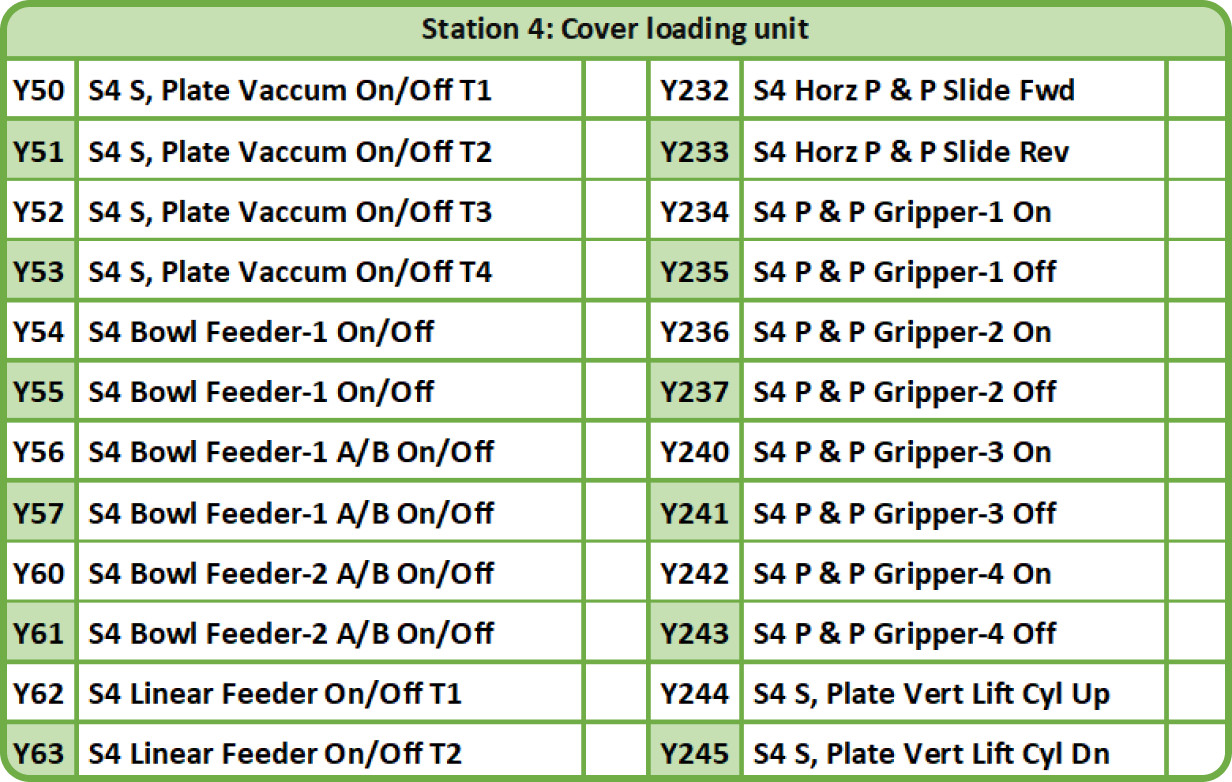 Station 4: Cover loading unit
Y50 S4 S, Plate Vaccum On/Off T1 Y232 S4 Horz P & P Slide Fwd
Y51 S4 S, Plate Vaccum On/Off T2 Y233 S4 Horz P & P Slide Rev
Y52 S4 S, Plate Vaccum On/Off T3 Y234 S4 P & P Gripper-1 On
Y53 S4 S, Plate Vaccum On/Off T4 Y235 S4 P & P Gripper-1 Off
Y54 S4 Bowl Feeder-1 On/Off Y236 S4 P & P Gripper-2 On
Y55 S4 Bowl Feeder-1 On/Off Y237 S4 P & P Gripper-2 Off
Y56 S4 Bowl Feeder-1 A/B On/Off Y240 S4 P & P Gripper-3 On
Y57 S4 Bowl Feeder-1 A/B On/Off Y241 S4 P & P Gripper-3 Off
Y60 S4 Bowl Feeder-2 A/B On/Off Y242 S4 P & P Gripper-4 On
Y61 S4 Bowl Feeder-2 A/B On/Off Y243 S4 P & P Gripper-4 Off
Y62 S4 Linear Feeder On/Off T1 Y244 S4 S, Plate Vert Lift Cyl Up
Y63 S4 Linear Feeder On/Off T2 Y245 S4 S, Plate Vert Lift Cyl Dn